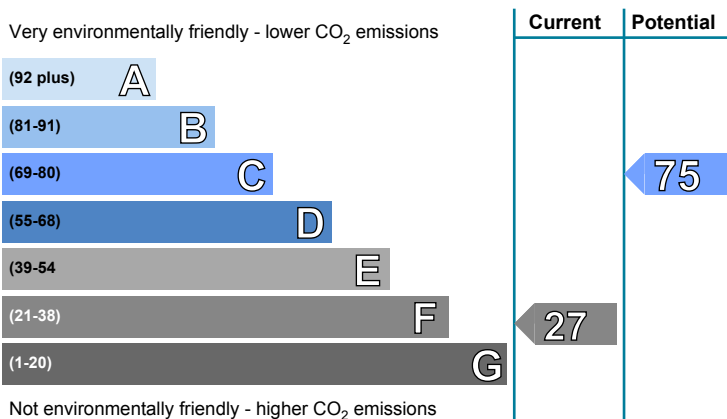 Very environmentally friendly - lower CO₂ emissions
Current
Potential
(92 plus) A
(81-91) B
(69-80) C
75
(55-68) D
(39-54 E
(21-38) F
27
(1-20) G
Not environmentally friendly - higher CO₂ emissions